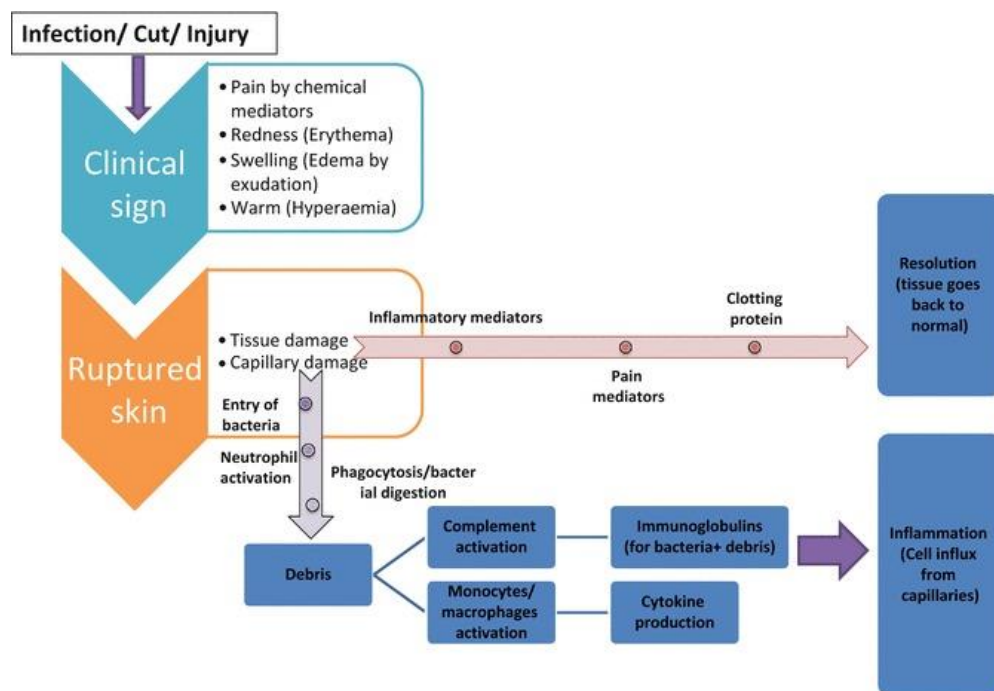 Infection/ Cut/ Injury
Clinical
sign
• Pain by chemical
mediators
• Redness (Erythema)
• Swelling (Edema by
exudation)
• Warm (Hyperaemia)
Ruptured
skin
• Tissue damage
• Capillary damage
Inflammatory mediators
Pain
mediators
Clotting
protein
Resolution
(tissue goes
back to
normal)
Entry of
bacteria
Neutrophil
activation
Phagocytosis/bacter
ial digestion
Debris
Complement
activation
Immunoglobulins
(for bacteria+ debris)
Monocytes/
macrophages
activation
Cytokine
production
Inflammation
(Cell influx
from
capillaries)